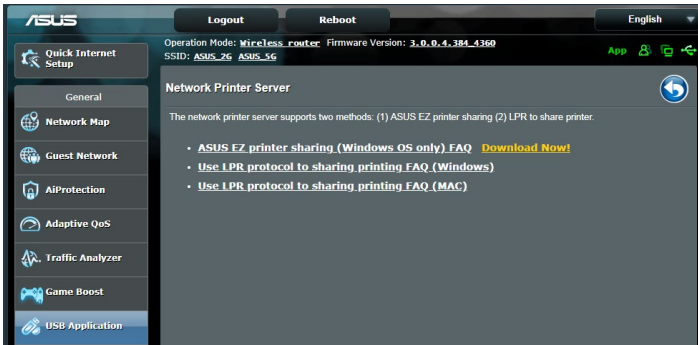 ASUS
Logout
Reboot
English
Quick Internet
Setup
Operation Mode: Wireless router Firmware Version: 3.0.0.4.384_4360
SSID: ASUS_2G ASUS_5G
App
General
Network Map
Guest Network
AiProtection
Adaptive QoS
Traffic Analyzer
Game Boost
USB Application
Network Printer Server
The network printer server supports two methods: (1) ASUS EZ printer sharing (2) LPR to share printer.
ASUS EZ printer sharing (Windows OS only) FAQ Download Now!
Use LPR protocol to sharing printing FAQ (Windows)
Use LPR protocol to sharing printing FAQ (MAC)